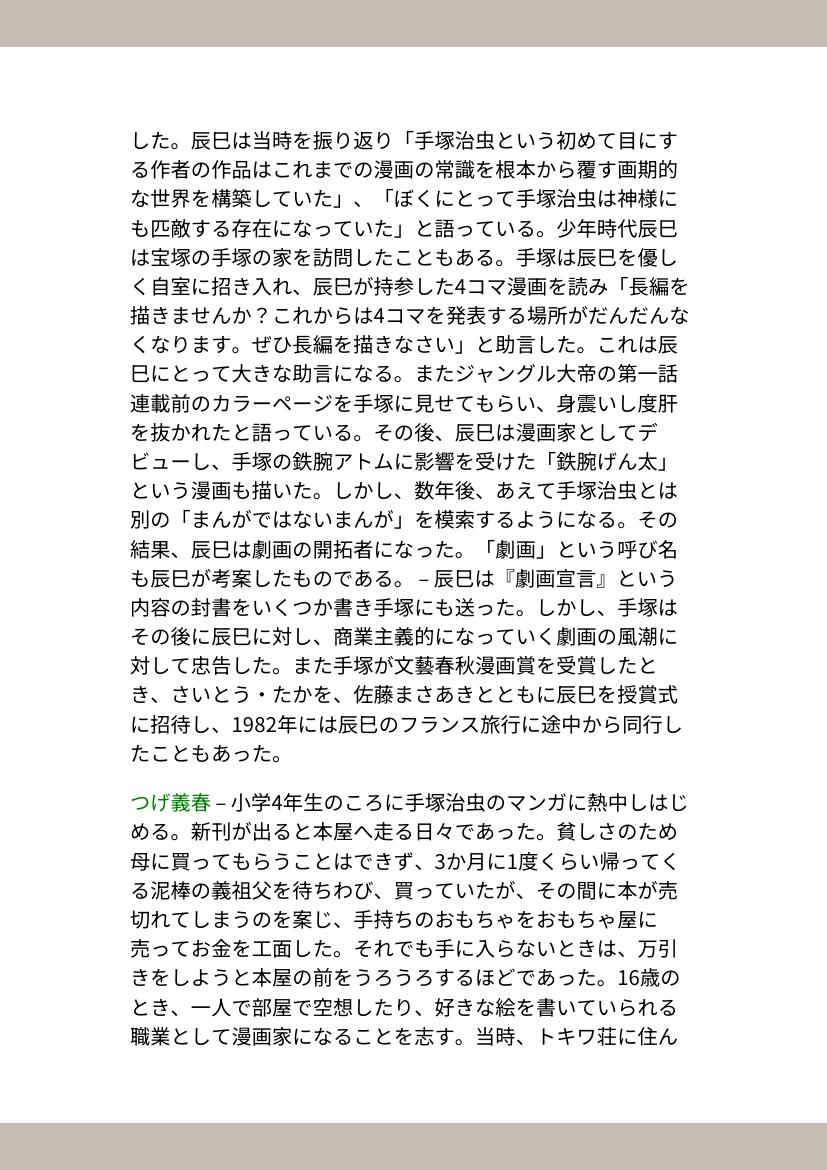 した。辰巳は当時を振り返り「手塚治虫という初めて目にす
る作者の作品はこれまでの漫画の常識を根本から覆す画期的
な世界を構築していた」、「ぼくにとって手塚治虫は神様に
も匹敵する存在になっていた」と語っている。少年時代辰巳
は宝塚の手塚の家を訪問したこともある。手塚は辰巳を優し
く自室に招き入れ、辰巳が持参した4コマ漫画を読み「長編を
描きませんか？これからは4コマを発表する場所がだんだんな
くなります。ぜひ長編を描きなさい」と助言した。これは辰
巳にとって大きな助言になる。またジャングル大帝の第一話
連載前のカラーページを手塚に見せてもらい、身震いし度肝
を抜かれたと語っている。その後、辰巳は漫画家としてデ
ビューし、手塚の鉄腕アトムに影響を受けた「鉄腕げん太」
という漫画も描いた。しかし、数年後、あえて手塚治虫とは
別の「まんがではないまんが」を模索するようになる。その
結果、辰巳は劇画の開拓者になった。「劇画」という呼び名
も辰巳が考案したものである。 – 辰巳は『劇画宣言』という
内容の封書をいくつか書き手塚にも送った。しかし、手塚は
その後に辰巳に対し、商業主義的になっていく劇画の風潮に
対して忠告した。また手塚が文藝春秋漫画賞を受賞したと
き、さいとう・たかを、佐藤まさあきとともに辰巳を授賞式
に招待し、1982年には辰巳のフランス旅行に途中から同行し
たこともあった。
つげ義春 – 小学4年生のころに手塚治虫のマンガに熱中しはじ
める。新刊が出ると本屋へ走る日々であった。貧しさのため
母に買ってもらうことはできず、3か月に1度くらい帰ってく
る泥棒の義祖父を待ちわび、買っていたが、その間に本が売
切れてしまうのを案じ、手持ちのおもちゃをおもちゃ屋に
売ってお金を工面した。それでも手に入らないときは、万引
きをしようと本屋の前をうろうろするほどであった。16歳の
とき、一人で部屋で空想したり、好きな絵を書いていられる
職業として漫画家になることを志す。当時、トキワ荘に住ん